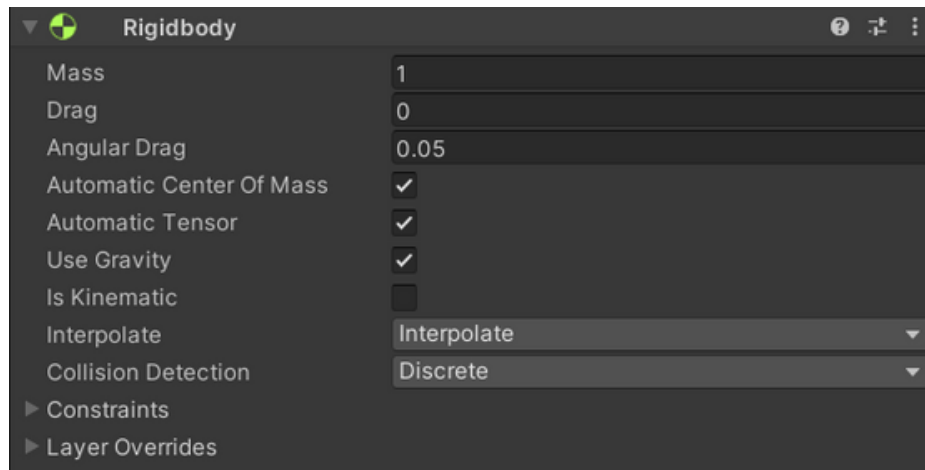 Rigidbody
Mass 1
Drag 0
Angular Drag 0.05
Automatic Center Of Mass
Automatic Tensor
Use Gravity
Is Kinematic
Interpolate Interpolate
Collision Detection Discrete
Constraints
Layer Overrides